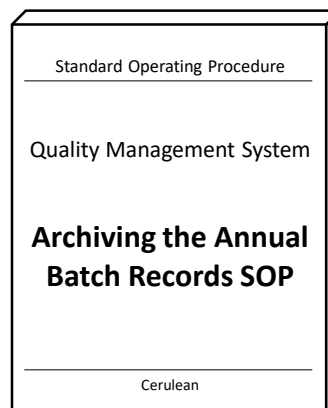 Standard Operating Procedure
Quality Management System
Archiving the Annual
Batch Records SOP
Cerulean